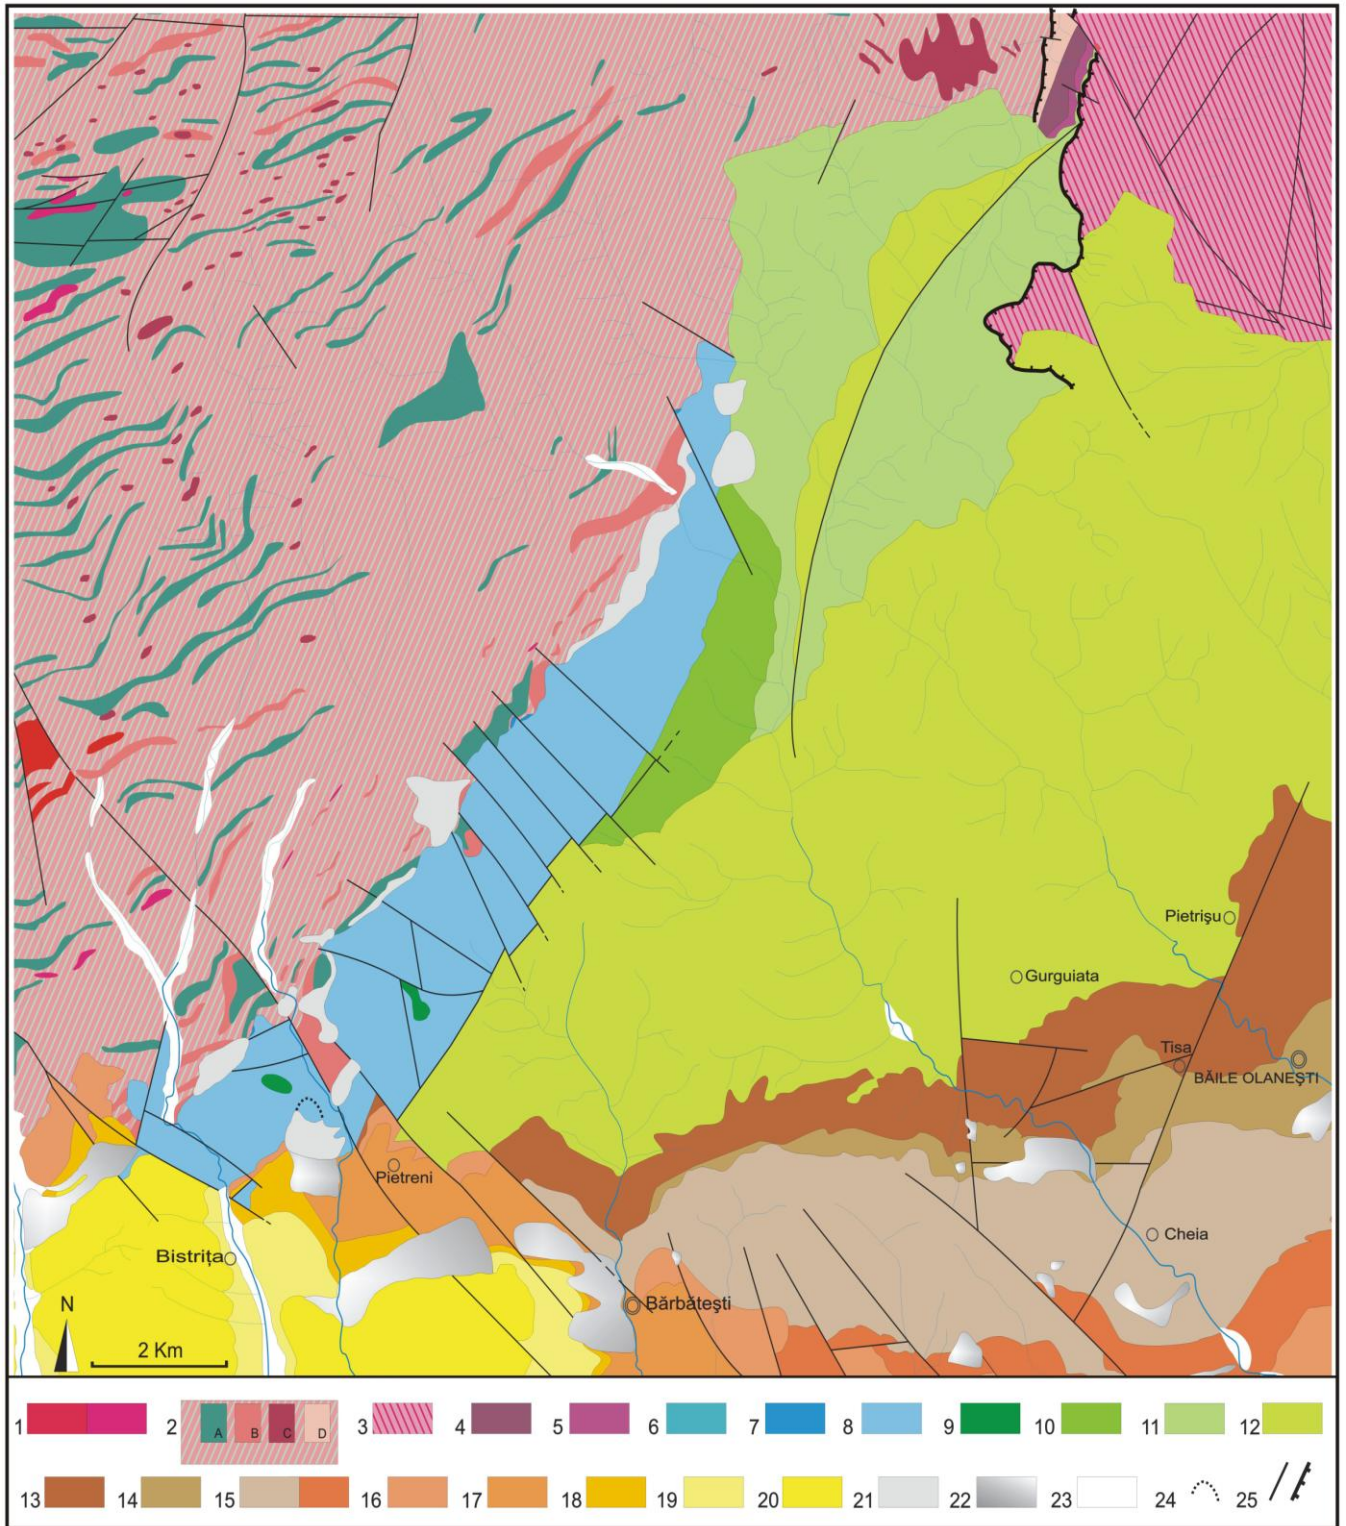 Pietrişu
Gurguiata
Tisa
BĂILE OLANEŞTI
Pietreni
Cheia
Bistriţa
Bărbăteşti
N
2 Km
1 2 A B C D 3 4 5 6 7 8 9 10 11 12
13 14 15 16 17 18 19 20 21 22 23 24 25